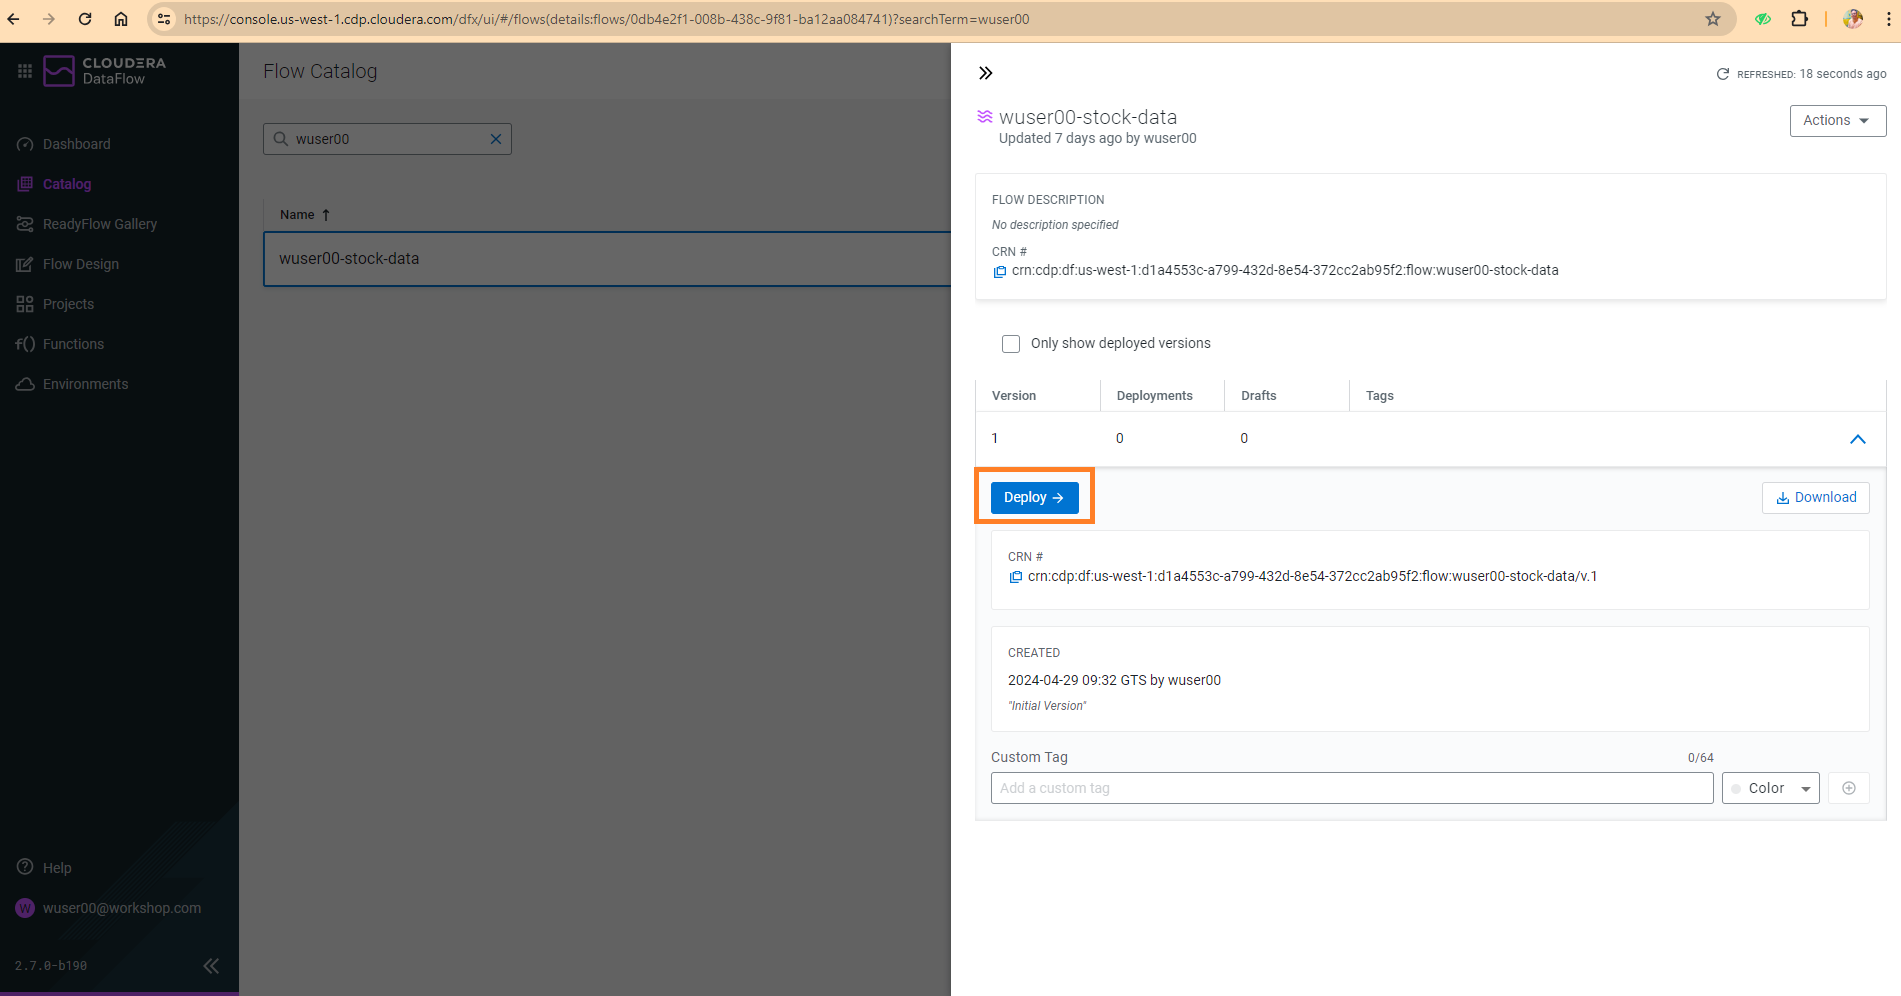 https://console.us-west-1.cdp.cloudera.com/dfx/ui/#/flows(details:flows/0db4e2f1-008b-438c-9f81-ba12aa084741)?searchTerm=wuser00
CLOUDERA
DataFlow
Dashboard
Catalog
ReadyFlow Gallery
Flow Design
Projects
f() Functions
Environments
Help
W wuser00@workshop.com
2.7.0-b190
Flow Catalog
wuser00
Name
wuser00-stock-data
REFRESHED: 18 seconds ago
wuser00-stock-data
Updated 7 days ago by wuser00
Actions
FLOW DESCRIPTION
No description specified
CRN #
crn:cdp:df:us-west-1:d1a4553c-a799-432d-8e54-372cc2ab95f2:flow:wuser00-stock-data
Only show deployed versions
Version Deployments Drafts Tags
1 0 0
Deploy → Download
CRN #
crn:cdp:df:us-west-1:d1a4553c-a799-432d-8e54-372cc2ab95f2:flow:wuser00-stock-data/v.1
CREATED
2024-04-29 09:32 GTS by wuser00
"Initial Version"
Custom Tag 0/64
Add a custom tag Color